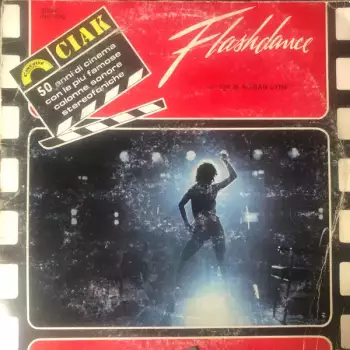 CIAK
50 anni di cinema
con le più famose
colonne sonore
stereofoniche
Flashdance